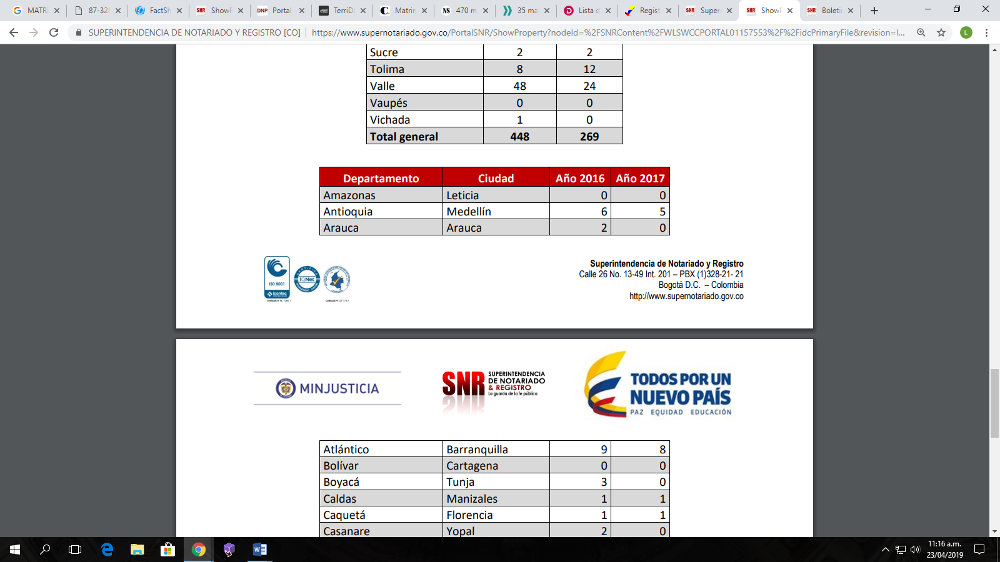 MATRI
87-320
FactSh
ShowP
Portal
TerriDa
Matrim
470 m
35 ma
Lista d
Regist
Super
ShowP
Boletin
SUPERINTENDENCIA DE NOTARIADO Y REGISTRO [CO] | https://www.supernotariado.gov.co/PortalSNR/ShowProperty?nodeId=%2FSNRContent%2FWLSWCCPORTAL01157553%2F%2FidcPrimaryFile&revision=l...
L
Sucre 2 2
Tolima 8 12
Valle 48 24
Vaupés 0 0
Vichada 1 0
Total general 448 269
Departamento Ciudad Año 2016 Año 2017
Amazonas Leticia 0 0
Antioquia Medellín 6 5
Arauca Arauca 2 0
ISO 9001
icontec
IQNet
Superintendencia de Notariado y Registro
Calle 26 No. 13-49 Int. 201 – PBX (1)328-21- 21
Bogotá D.C. – Colombia
http://www.supernotariado.gov.co
MINJUSTICIA
SNR
SUPERINTENDENCIA
DE NOTARIADO
& REGISTRO
La guarda de la fe pública
TODOS POR UN
NUEVO PAÍS
PAZ EQUIDAD EDUCACIÓN
Atlántico Barranquilla 9 8
Bolívar Cartagena 0 0
Boyacá Tunja 3 0
Caldas Manizales 1 1
Caquetá Florencia 1 1
Casanare Yopal 2 0
11:16 a.m.
23/04/2019